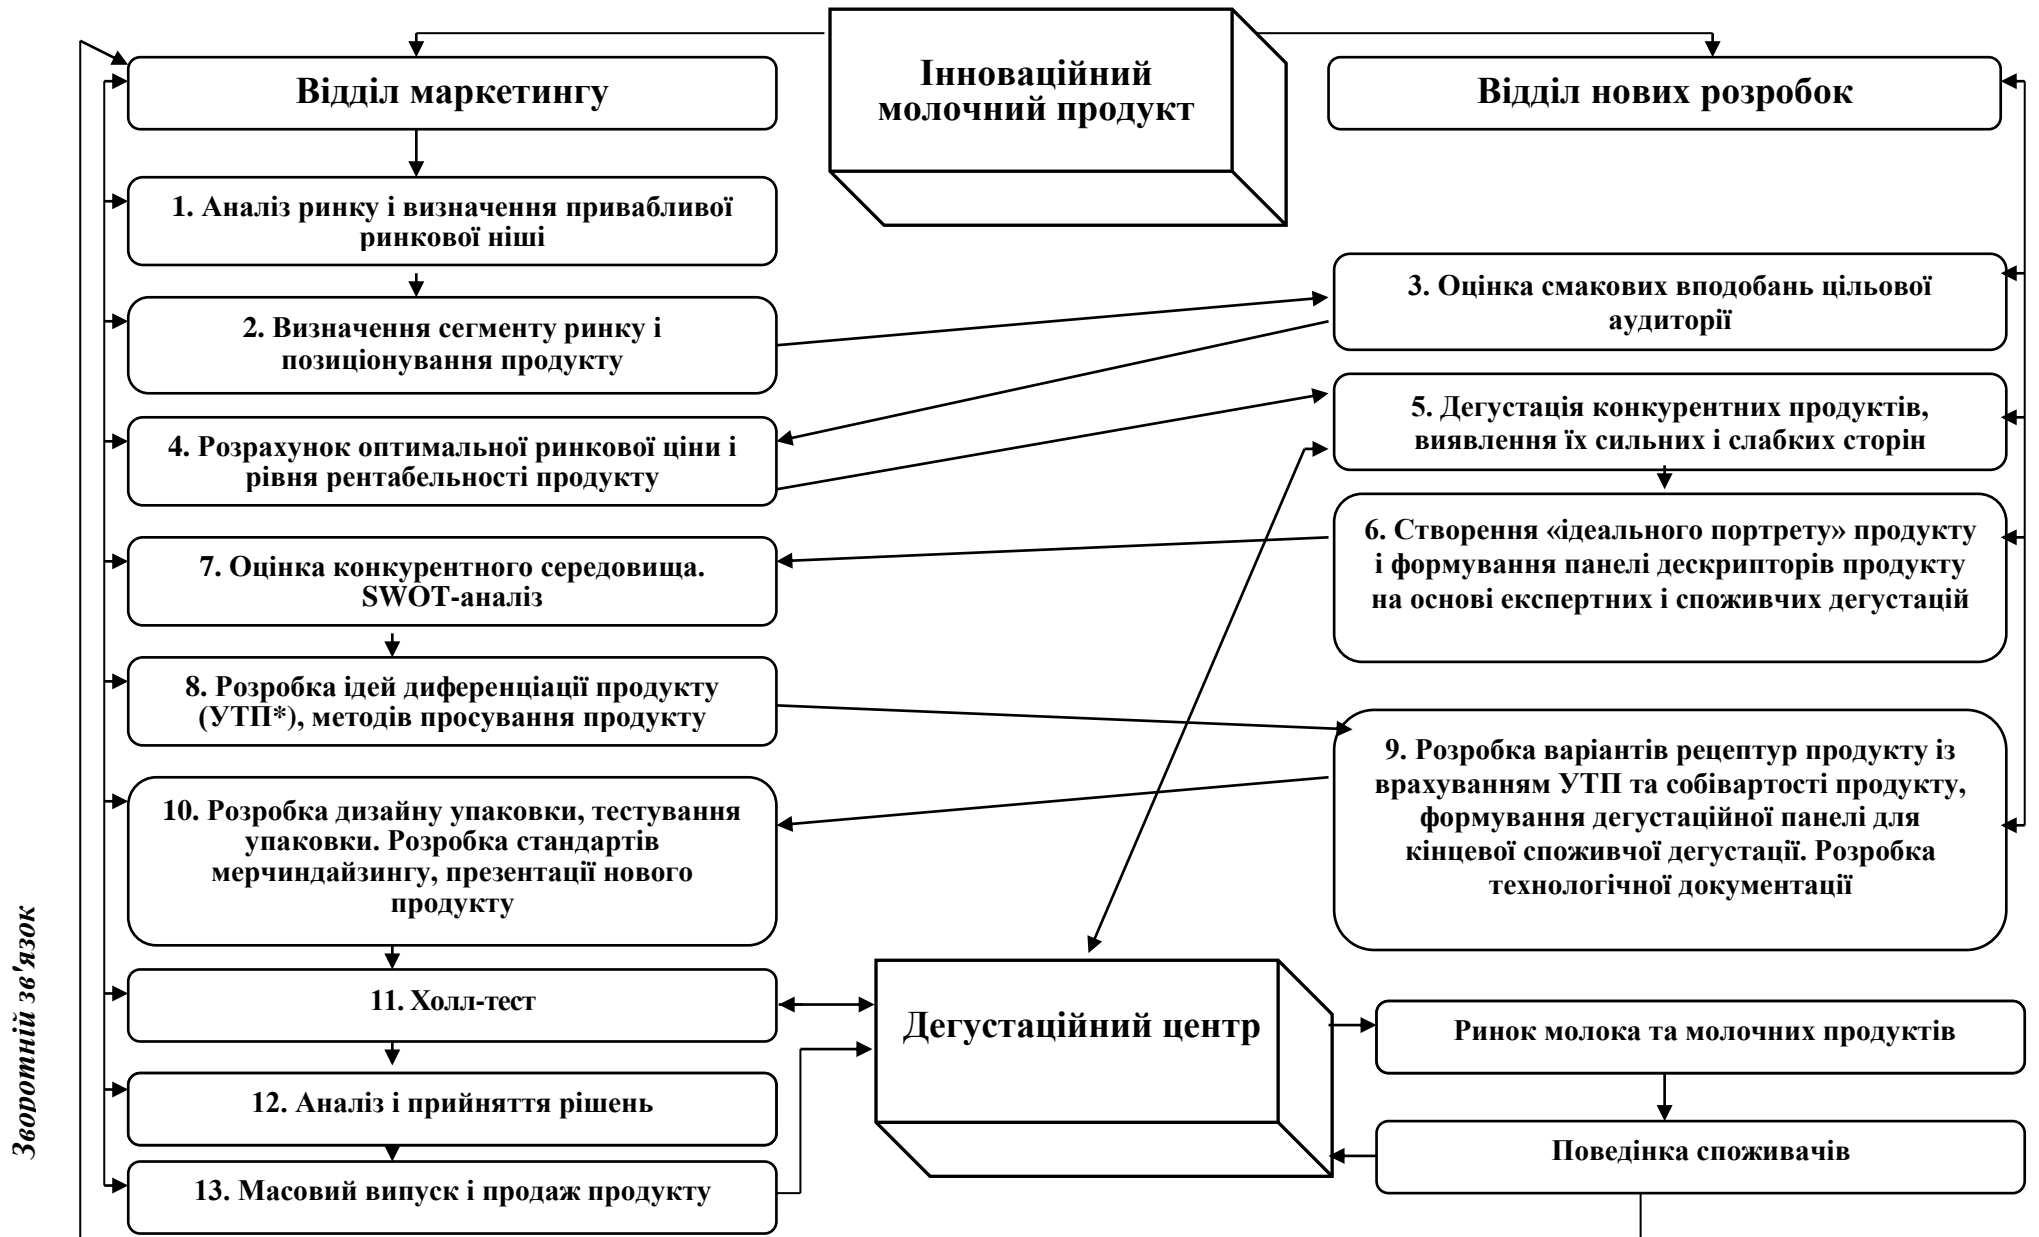 Інноваційний
молочний продукт
Відділ маркетингу
Відділ нових розробок
1. Аналіз ринку і визначення привабливої
ринкової ніші
2. Визначення сегменту ринку і
позиціонування продукту
3. Оцінка смакових вподобань цільової
аудиторії
4. Розрахунок оптимальної ринкової ціни і
рівня рентабельності продукту
5. Дегустація конкурентних продуктів,
виявлення їх сильних і слабких сторін
6. Створення «ідеального портрету» продукту
і формування панелі дескрипторів продукту
на основі експертних і споживчих дегустацій
7. Оцінка конкурентного середовища.
SWOT-аналіз
8. Розробка ідей диференціації продукту
(УТП*), методів просування продукту
9. Розробка варіантів рецептур продукту із
врахуванням УТП та собівартості продукту,
формування дегустаційної панелі для
кінцевої споживчої дегустації. Розробка
технологічної документації
10. Розробка дизайну упаковки, тестування
упаковки. Розробка стандартів
мерчиндайзингу, презентації нового
продукту
11. Холл-тест
12. Аналіз і прийняття рішень
13. Масовий випуск і продаж продукту
Дегустаційний центр
Ринок молока та молочних продуктів
Поведінка споживачів
Зворотній зв'язок